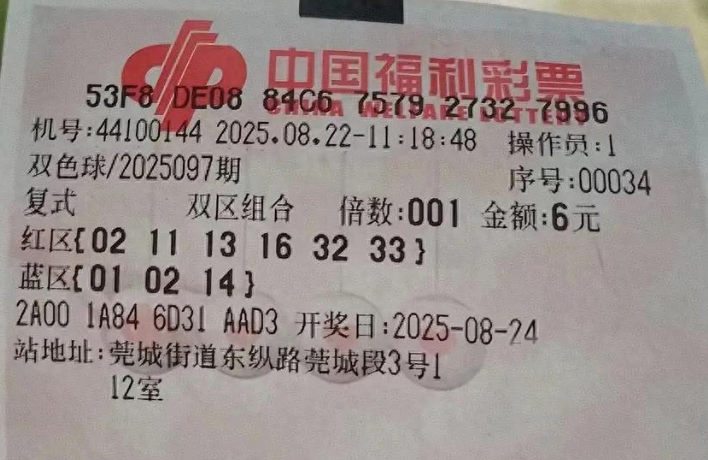 中国福利彩票
CHINA WELFARE LOTTERY
53F8 DE08 84C6 7579 2732 7996
机号:44100144 2025.08.22-11:18:48 操作员:1
双色球/2025097期 序号:00034
复式 双区组合 倍数:001 金额:6元
红区{02 11 13 16 32 33}
蓝区{01 02 14}
2A00 1A84 6D31 AAD3 开奖日:2025-08-24
站地址:莞城街道东纵路莞城段3号1
12室